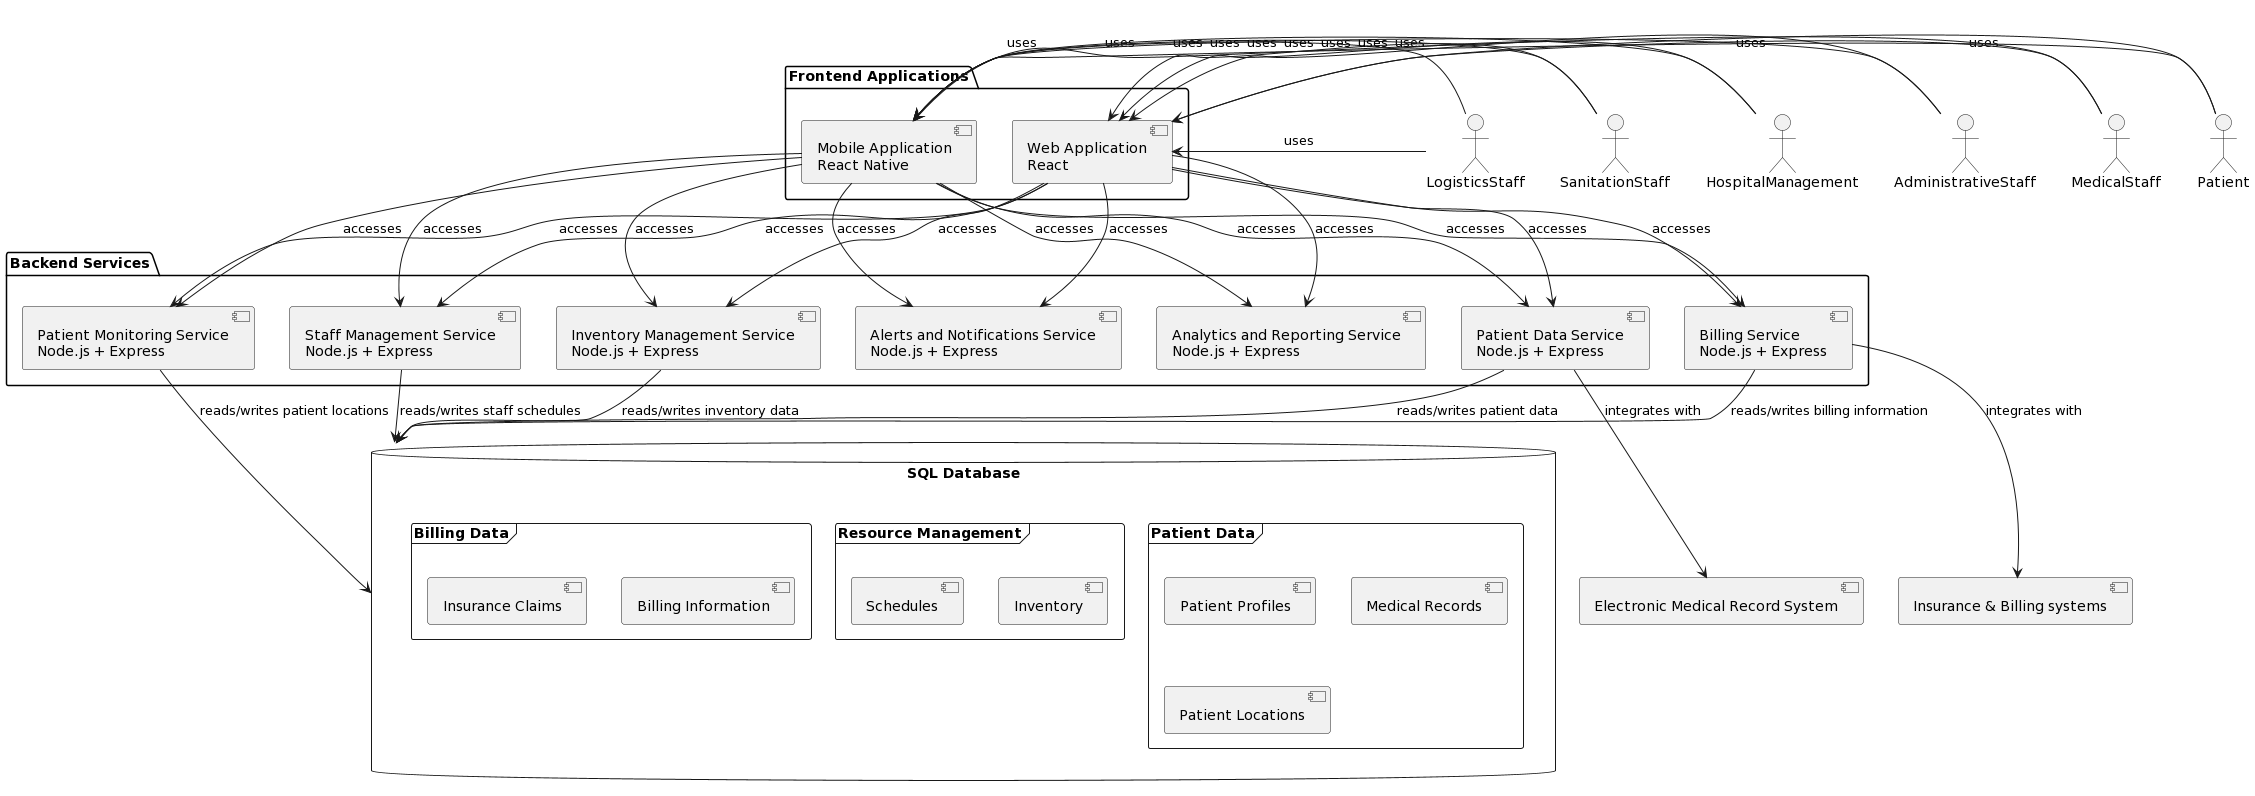 uses uses uses uses uses uses uses uses uses uses uses
Frontend Applications
uses
Mobile Application
React Native
Web Application
React
LogisticsStaff
SanitationStaff
HospitalManagement
AdministrativeStaff
MedicalStaff
Patient
accesses accesses accesses accesses accesses accesses accesses accesses accesses accesses accesses accesses accesses accesses
Backend Services
Patient Monitoring Service
Node.js + Express
Staff Management Service
Node.js + Express
Inventory Management Service
Node.js + Express
Alerts and Notifications Service
Node.js + Express
Analytics and Reporting Service
Node.js + Express
Patient Data Service
Node.js + Express
Billing Service
Node.js + Express
reads/writes patient locations
reads/writes staff schedules
reads/writes inventory data
reads/writes patient data
integrates with
reads/writes billing information
integrates with
SQL Database
Billing Data
Insurance Claims
Billing Information
Resource Management
Schedules
Inventory
Patient Data
Patient Profiles
Medical Records
Patient Locations
Electronic Medical Record System
Insurance & Billing systems